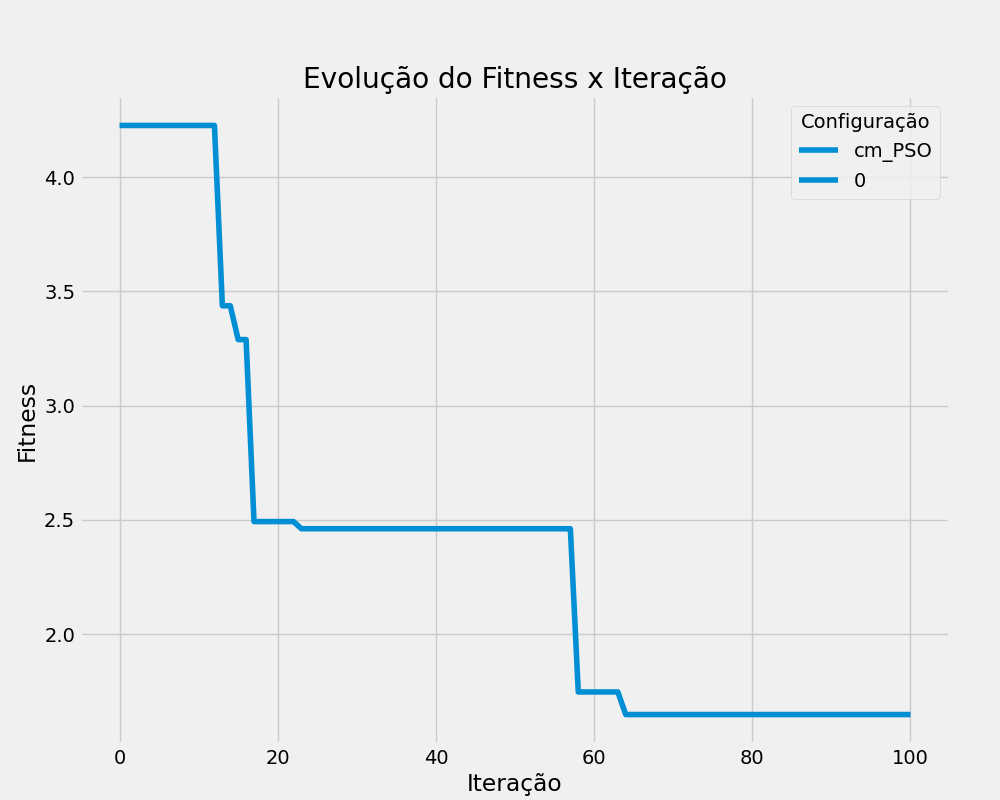 Evolução do Fitness x Iteração
Configuração
cm_PSO
0
Fitness
4.0
3.5
3.0
2.5
2.0
0 20 40 60 80 100
Iteração